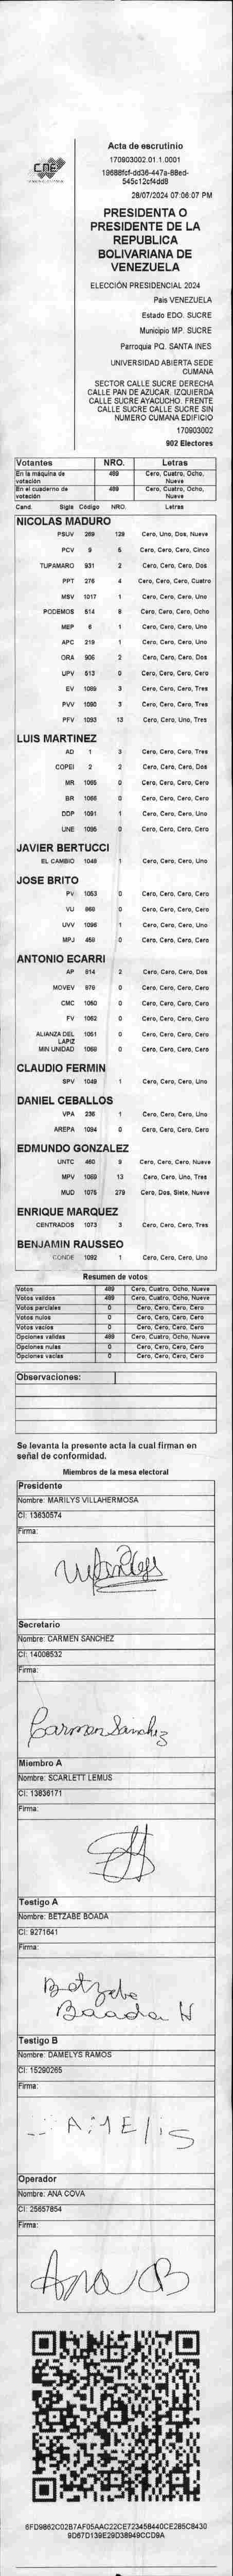 CNE
Acta de escrutinio
170903002.01.1.0001
19688fcf-dd36-447a-88ed-
545c12cf4dd8
28/07/2024 07:06:07 PM
PRESIDENTA O
PRESIDENTE DE LA
REPUBLICA
BOLIVARIANA DE
VENEZUELA
ELECCIÓN PRESIDENCIAL 2024
País VENEZUELA
Estado EDO. SUCRE
Municipio MP. SUCRE
Parroquia PQ. SANTA INES
UNIVERSIDAD ABIERTA SEDE
CUMANA
SECTOR CALLE SUCRE DERECHA
CALLE PAN DE AZUCAR. IZQUIERDA
CALLE SUCRE AYACUCHO. FRENTE
CALLE SUCRE CALLE SUCRE SIN
NUMERO CUMANA EDIFICIO
170903002
902 Electores
Votantes NRO. Letras
En la máquina de votación 489 Cero, Cuatro, Ocho, Nueve
En el cuaderno de votación 489 Cero, Cuatro, Ocho, Nueve
Cand. Sigla Código NRO. Letras
NICOLAS MADURO
PSUV 269 129 Cero, Uno, Dos, Nueve
PCV 9 5 Cero, Cero, Cero, Cinco
TUPAMARO 931 2 Cero, Cero, Cero, Dos
PPT 276 4 Cero, Cero, Cero, Cuatro
MSV 1017 1 Cero, Cero, Cero, Uno
PODEMOS 514 8 Cero, Cero, Cero, Ocho
MEP 6 1 Cero, Cero, Cero, Uno
APC 219 1 Cero, Cero, Cero, Uno
ORA 906 2 Cero, Cero, Cero, Dos
UPV 513 0 Cero, Cero, Cero, Cero
EV 1089 3 Cero, Cero, Cero, Tres
PVV 1090 3 Cero, Cero, Cero, Tres
PFV 1093 13 Cero, Cero, Uno, Tres
LUIS MARTINEZ
AD 1 3 Cero, Cero, Cero, Tres
COPEI 2 2 Cero, Cero, Cero, Dos
MR 1065 0 Cero, Cero, Cero, Cero
BR 1066 0 Cero, Cero, Cero, Cero
DDP 1091 1 Cero, Cero, Cero, Uno
UNE 1095 0 Cero, Cero, Cero, Cero
JAVIER BERTUCCI
EL CAMBIO 1048 1 Cero, Cero, Cero, Uno
JOSE BRITO
PV 1053 0 Cero, Cero, Cero, Cero
VU 968 0 Cero, Cero, Cero, Cero
UVV 1096 1 Cero, Cero, Cero, Uno
MPJ 458 0 Cero, Cero, Cero, Cero
ANTONIO ECARRI
AP 914 2 Cero, Cero, Cero, Dos
MOVEV 979 0 Cero, Cero, Cero, Cero
CMC 1050 0 Cero, Cero, Cero, Cero
FV 1062 0 Cero, Cero, Cero, Cero
ALIANZA DEL LAPIZ 1051 0 Cero, Cero, Cero, Cero
MIN UNIDAD 1068 0 Cero, Cero, Cero, Cero
CLAUDIO FERMIN
SPV 1049 1 Cero, Cero, Cero, Uno
DANIEL CEBALLOS
VPA 236 1 Cero, Cero, Cero, Uno
AREPA 1094 0 Cero, Cero, Cero, Cero
EDMUNDO GONZALEZ
UNTC 460 9 Cero, Cero, Cero, Nueve
MPV 1069 13 Cero, Cero, Uno, Tres
MUD 1075 279 Cero, Dos, Siete, Nueve
ENRIQUE MARQUEZ
CENTRADOS 1073 3 Cero, Cero, Cero, Tres
BENJAMIN RAUSSEO
CONDE 1092 1 Cero, Cero, Cero, Uno
Resumen de votos
Votos 489 Cero, Cuatro, Ocho, Nueve
Votos validos 489 Cero, Cuatro, Ocho, Nueve
Votos parciales 0 Cero, Cero, Cero, Cero
Votos nulos 0 Cero, Cero, Cero, Cero
Votos vacios 0 Cero, Cero, Cero, Cero
Opciones validas 489 Cero, Cuatro, Ocho, Nueve
Opciones nulas 0 Cero, Cero, Cero, Cero
Opciones vacias 0 Cero, Cero, Cero, Cero
Observaciones:
Se levanta la presente acta la cual firman en
señal de conformidad.
Miembros de la mesa electoral
Presidente
Nombre: MARILYS VILLAHERMOSA
CI: 13630574
Firma:
Secretario
Nombre: CARMEN SANCHEZ
CI: 14008532
Firma:
Carmen Sánchez
Miembro A
Nombre: SCARLETT LEMUS
CI: 13836171
Firma:
Testigo A
Nombre: BETZABE BOADA
CI: 9271641
Firma:
Betzabe
Boada N
Testigo B
Nombre: DAMELYS RAMOS
CI: 15290265
Firma:
Operador
Nombre: ANA COVA
CI: 25657854
Firma:
6FD9862C02B7AF05AAC22CE723458440CE285C8430
9D67D139E29D38949CCD9A